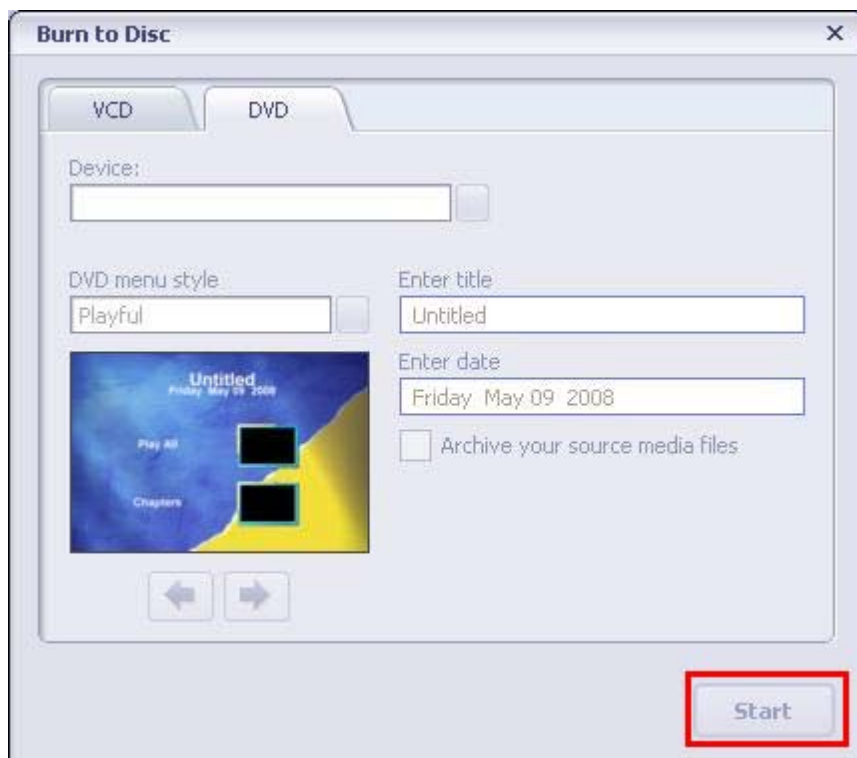 Burn to Disc
VCD
DVD
Device:
DVD menu style
Playful
Enter title
Untitled
Enter date
Friday May 09 2008
Archive your source media files
Untitled
Friday May 09 2008
Play All
Chapters
Start